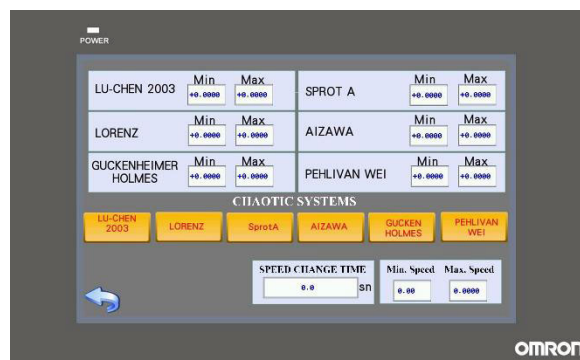 POWER
Min Max Min Max
LU-CHEN 2003 +0.0000 +0.0000 SPROT A +0.0000 +0.0000
Min Max Min Max
LORENZ +0.0000 +0.0000 AIZAWA +0.0000 +0.0000
GUCKENHEIMER Min Max Min Max
HOLMES +0.0000 +0.0000 PEHLIVAN WEI +0.0000 +0.0000
CHAOTIC SYSTEMS
LU-CHEN 2003
LORENZ
SprotA
AIZAWA
GUCKEN HOLMES
PEHLIVAN WEI
SPEED CHANGE TIME Min. Speed Max. Speed
0.0 sn 0.00 0.0000
OMRON